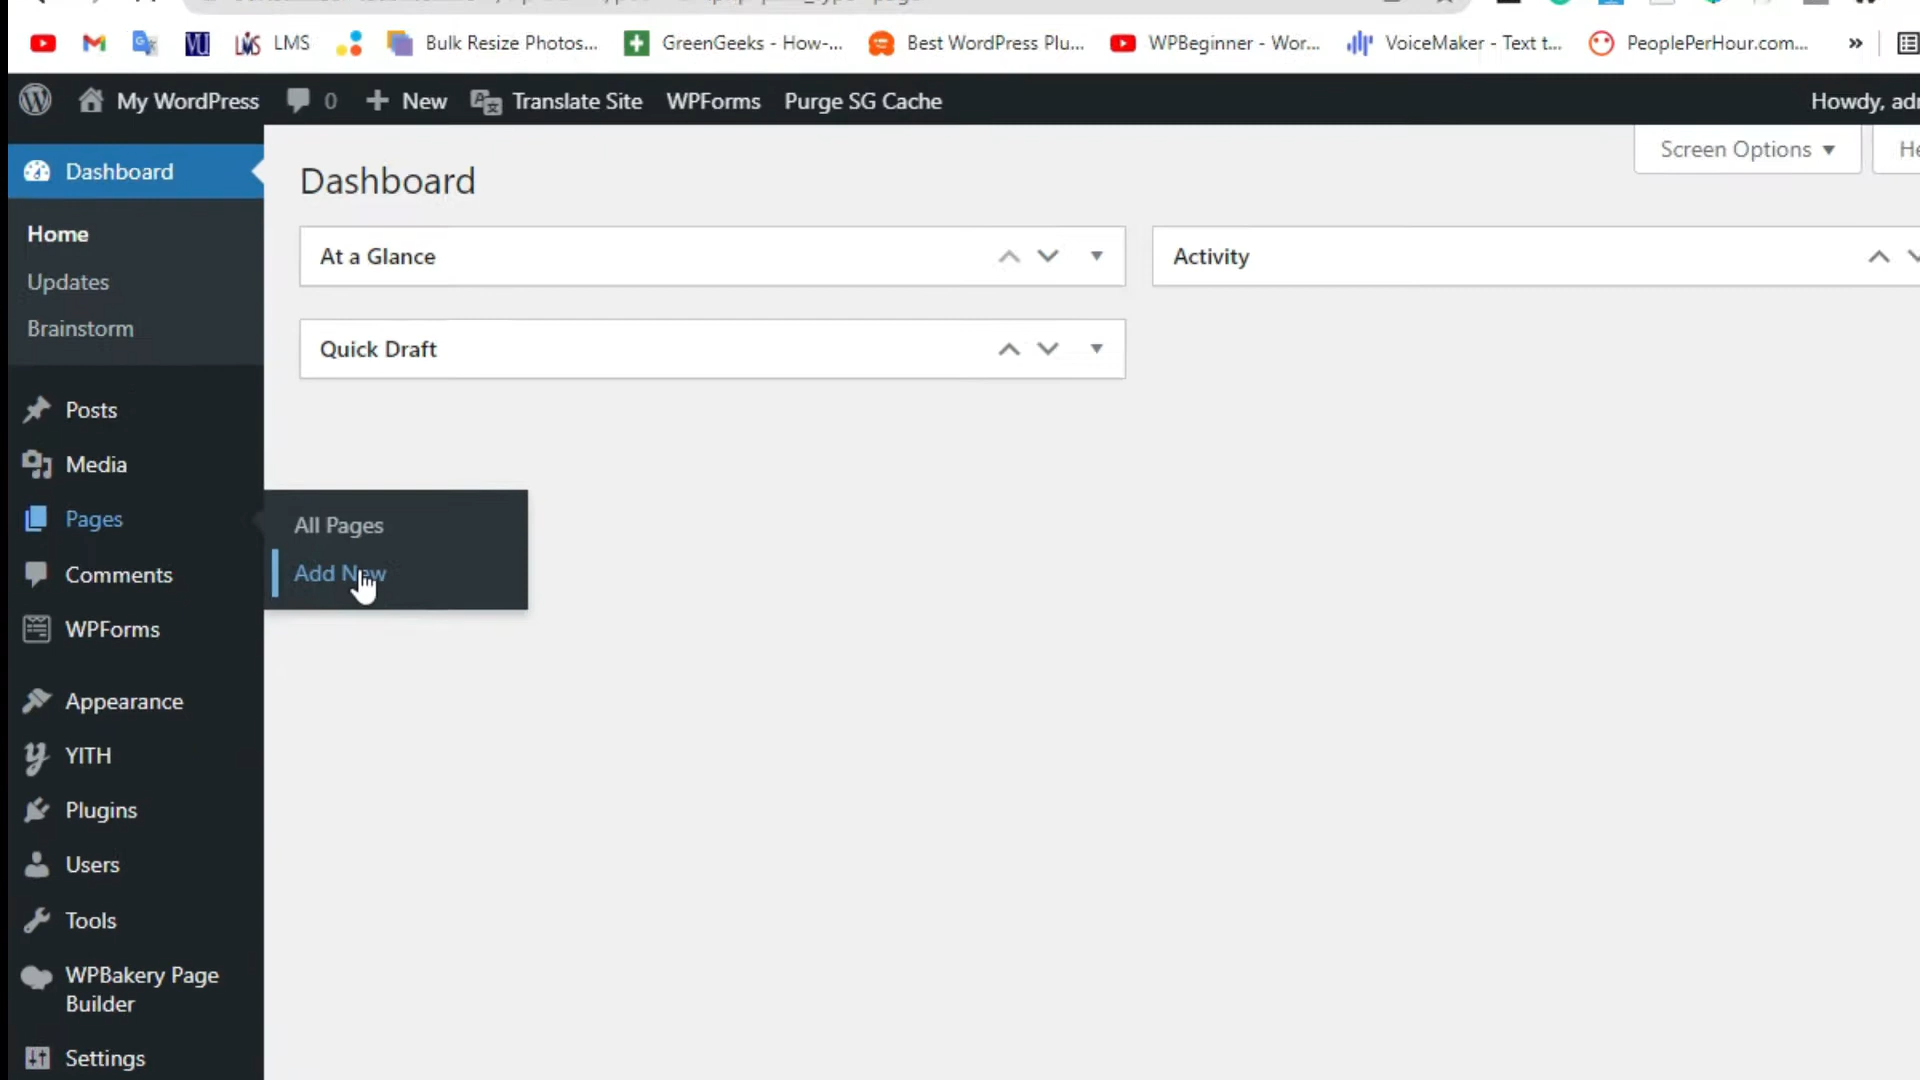 LMS
Bulk Resize Photos...
GreenGeeks - How-...
Best WordPress Plu...
WPBeginner - Wor...
VoiceMaker - Text t...
PeoplePerHour.com...
»
My WordPress
0
New
Translate Site
WPForms
Purge SG Cache
Howdy,
Dashboard
Home
Updates
Brainstorm
Posts
Media
Pages
Comments
WPForms
Appearance
YITH
Plugins
Users
Tools
WPBakery Page
Builder
Settings
All Pages
Add New
Screen Options
Dashboard
At a Glance
Activity
Quick Draft